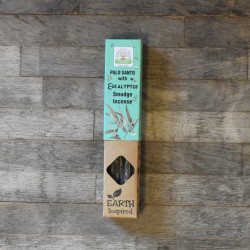 PALO SANTO
with
EUCALYPTUS
Smudge
Incense
EARTH
Inspired